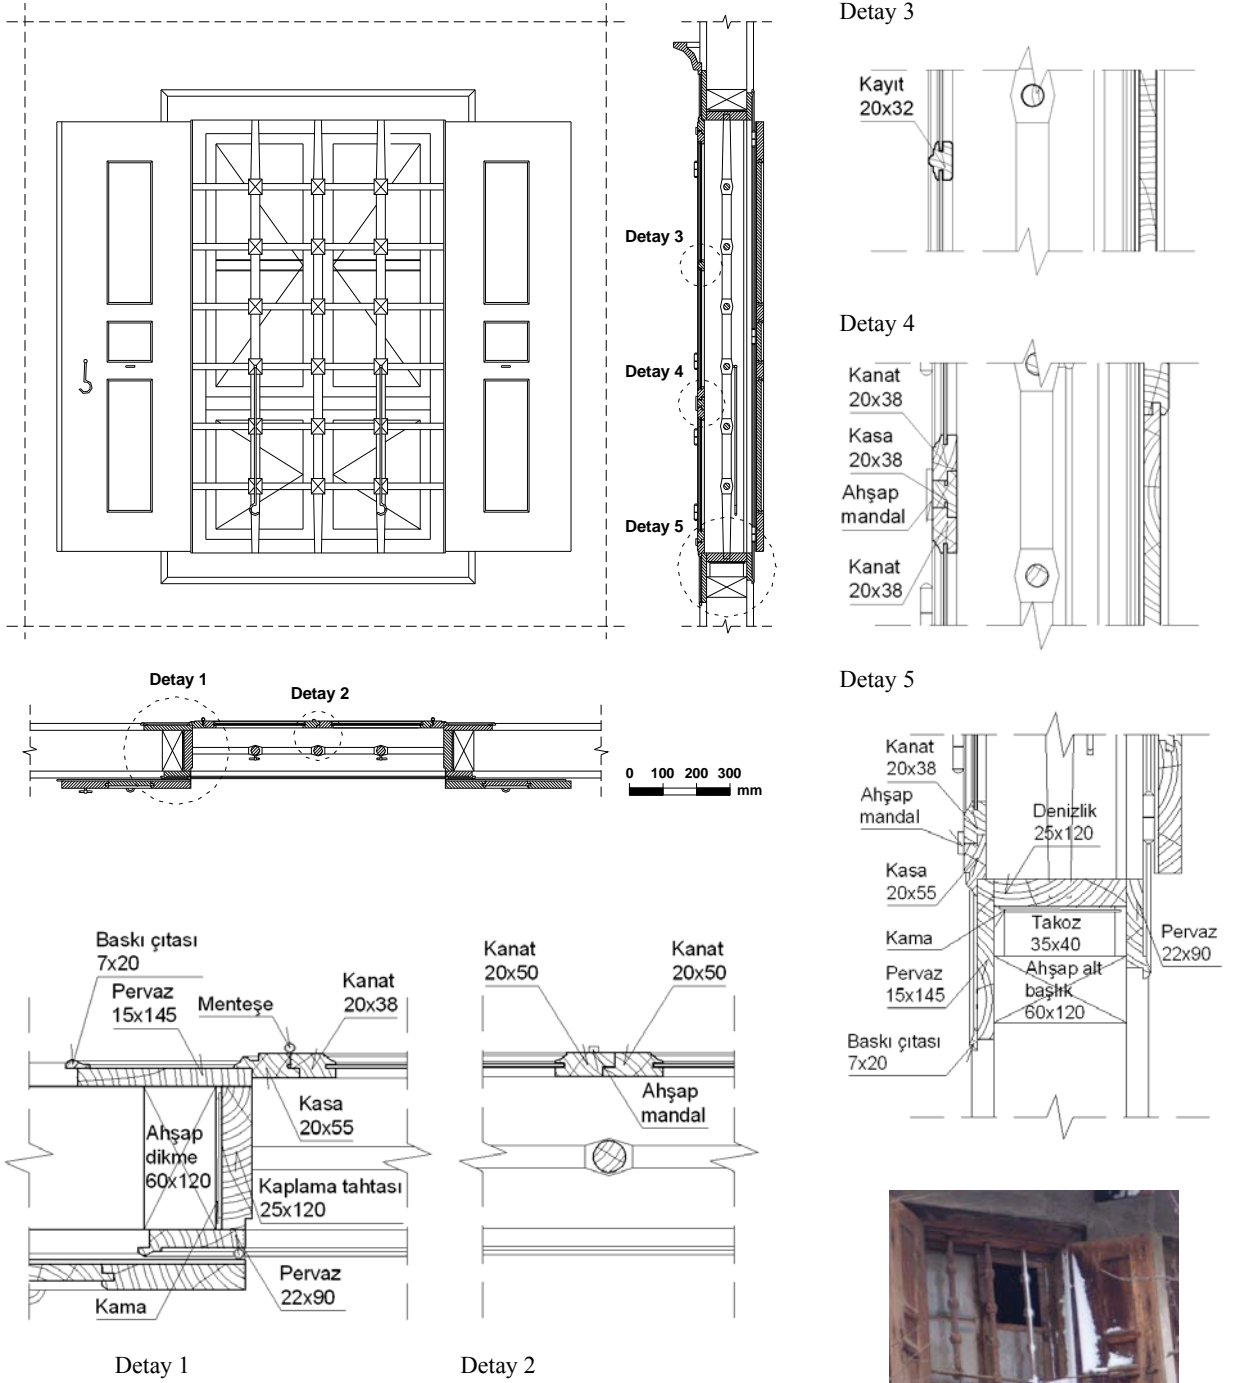 Detay 3
Kayıt
20x32
Detay 3
Detay 4
Detay 5
Detay 4
Kanat
20x38
Kasa
20x38
Ahşap
mandal
Kanat
20x38
Detay 1
Detay 2
0 100 200 300
mm
Detay 5
Kanat
20x38
Ahşap
mandal
Denizlik
25x120
Kasa
20x55
Kama
Takoz
35x40
Pervaz
22x90
Pervaz
15x145
Ahşap alt
başlık
60x120
Baskı çıtası
7x20
Baskı çıtası
7x20
Pervaz
15x145
Menteşe
Kanat
20x38
Kasa
20x55
Ahşap
dikme
60x120
Kaplama tahtası
25x120
Pervaz
22x90
Kama
Detay 1
Kanat
20x50
Kanat
20x50
Ahşap
mandal
Detay 2